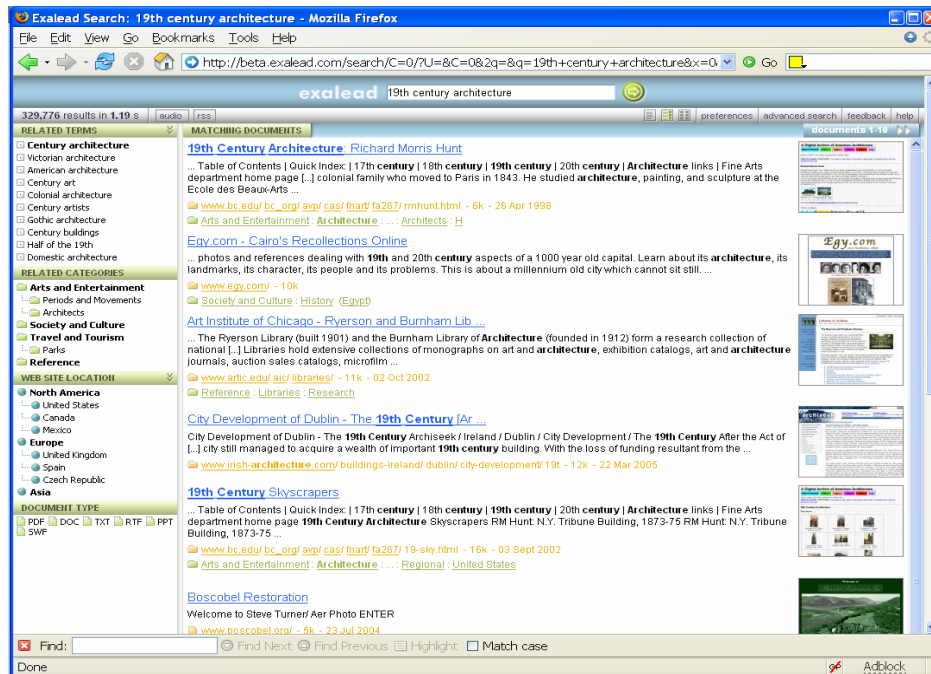 Exalead Search: 19th century architecture - Mozilla Firefox
File Edit View Go Bookmarks Tools Help
http://beta.exalead.com/search/C=0/?U=&C=0&2q=&q=19th+century+architecture&x=0
Go
exalead
19th century architecture
329,776 results in 1.19 s
audio
rss
preferences
advanced search
feedback
help
RELATED TERMS
Century architecture
Victorian architecture
American architecture
Century art
Colonial architecture
Century artists
Gothic architecture
Century buildings
Half of the 19th
Domestic architecture
RELATED CATEGORIES
Arts and Entertainment
Periods and Movements
Architects
Society and Culture
Travel and Tourism
Parks
Reference
WEB SITE LOCATION
North America
United States
Canada
Mexico
Europe
United Kingdom
Spain
Czech Republic
Asia
DOCUMENT TYPE
PDF DOC TXT RTF PPT
SWF
MATCHING DOCUMENTS
documents 1-10
19th Century Architecture: Richard Morris Hunt
... Table of Contents | Quick Index: | 17th century | 18th century | 19th century | 20th century | Architecture links | Fine Arts
department home page [...] colonial family who moved to Paris in 1843. He studied architecture, painting, and sculpture at the
Ecole des Beaux-Arts ...
www.bc.edu/ bc_org/ avp/ cas/ fnart/ fa267/ rmhunt.html - 6k - 26 Apr 1998
Arts and Entertainment : Architecture : ... : Architects : H
Egy.com - Cairo's Recollections Online
... photos and references dealing with 19th and 20th century aspects of a 1000 year old capital. Learn about its architecture, its
landmarks, its character, its people and its problems. This is about a millennium old city which cannot sit still. ...
www.egy.com/ - 10k
Society and Culture : History (Egypt)
Egy.com
Art Institute of Chicago - Ryerson and Burnham Lib ...
... The Ryerson Library (built 1901) and the Burnham Library of Architecture (founded in 1912) form a research collection of
national [...] Libraries hold extensive collections of monographs on art and architecture, exhibition catalogs, art and architecture
journals, auction sales catalogs, microfilm ...
www.artic.edu/ aic/ libraries/ - 11k - 02 Oct 2002
Reference : Libraries : Research
City Development of Dublin - The 19th Century [Ar ...
City Development of Dublin - The 19th Century Archiseek / Ireland / Dublin / City Development / The 19th Century After the Act of
[...] city still managed to acquire a wealth of important 19th century building. With the loss of funding resultant from the ...
www.irish-architecture.com/ buildings-ireland/ dublin/ city-development/ 19t - 12k - 22 Mar 2005
19th Century Skyscrapers
... Table of Contents | Quick Index: | 17th century | 18th century | 19th century | 20th century | Architecture links | Fine Arts
department home page 19th Century Architecture Skyscrapers RM Hunt: N.Y. Tribune Building, 1873-75 RM Hunt: N.Y. Tribune
Building, 1873-75 ...
www.bc.edu/ bc_org/ avp/ cas/ fnart/ fa267/ 19-sky.html - 16k - 03 Sept 2002
Arts and Entertainment : Architecture : ... : Regional : United States
Boscobel Restoration
Welcome to Steve Turner/ Aer Photo ENTER
www.boscobel.org/ - 5k - 23 Jul 2004
Find:
Find Next
Find Previous
Highlight
Match case
Done
Adblock